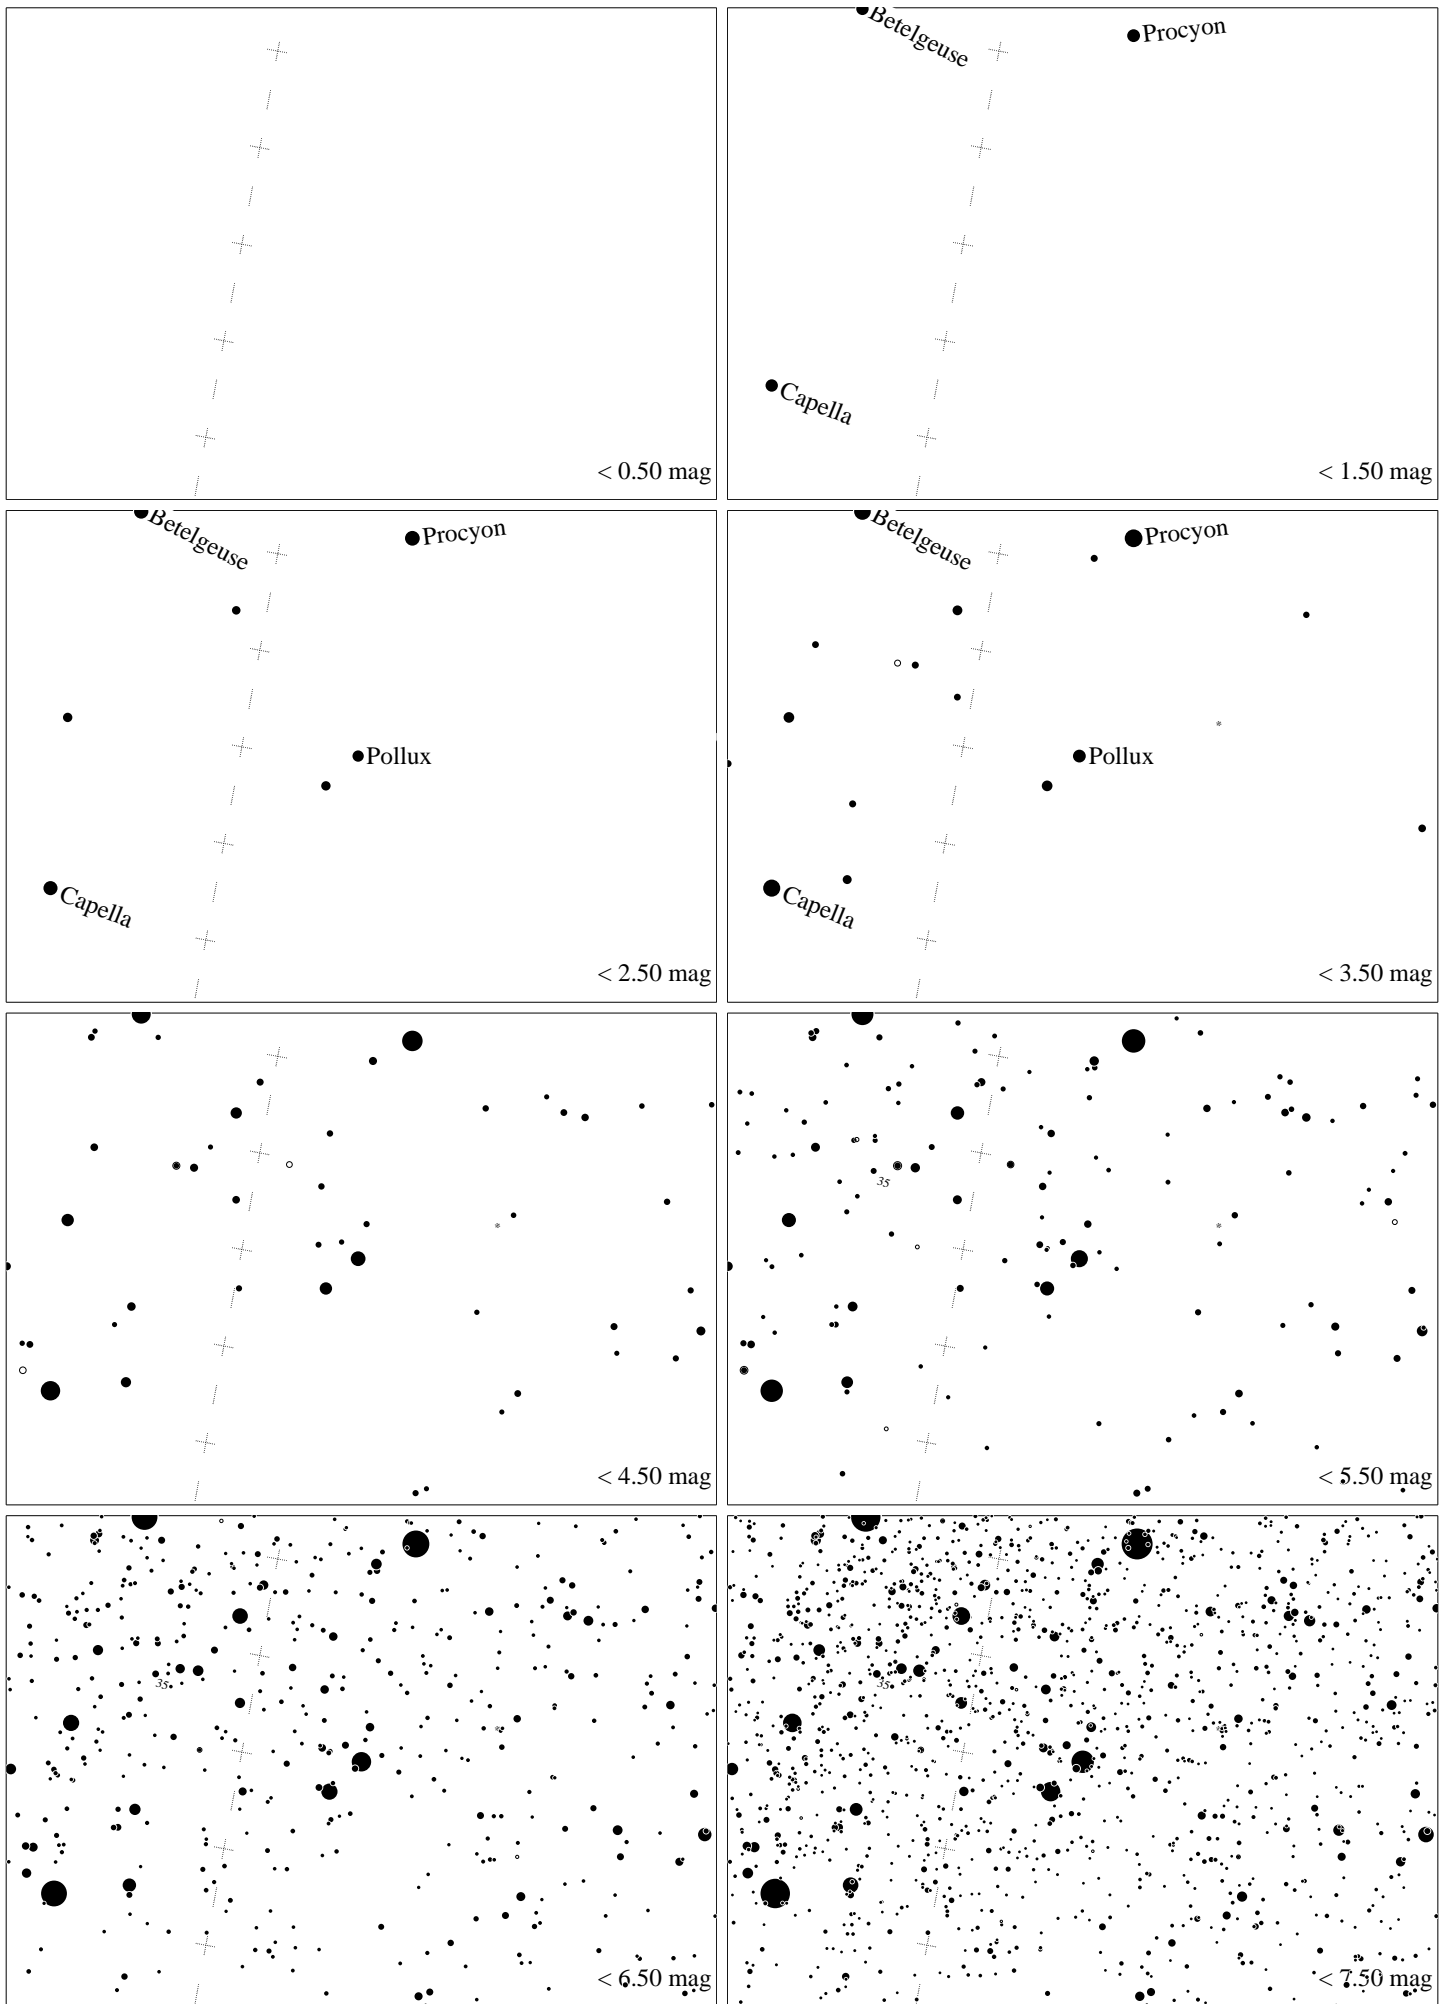 < 0.50 mag
Betelgeuse
Procyon
Capella
< 1.50 mag
Betelgeuse
Procyon
Pollux
Capella
< 2.50 mag
Betelgeuse
Procyon
Pollux
Capella
< 3.50 mag
< 4.50 mag
35
< 5.50 mag
35
< 6.50 mag
35
< 7.50 mag